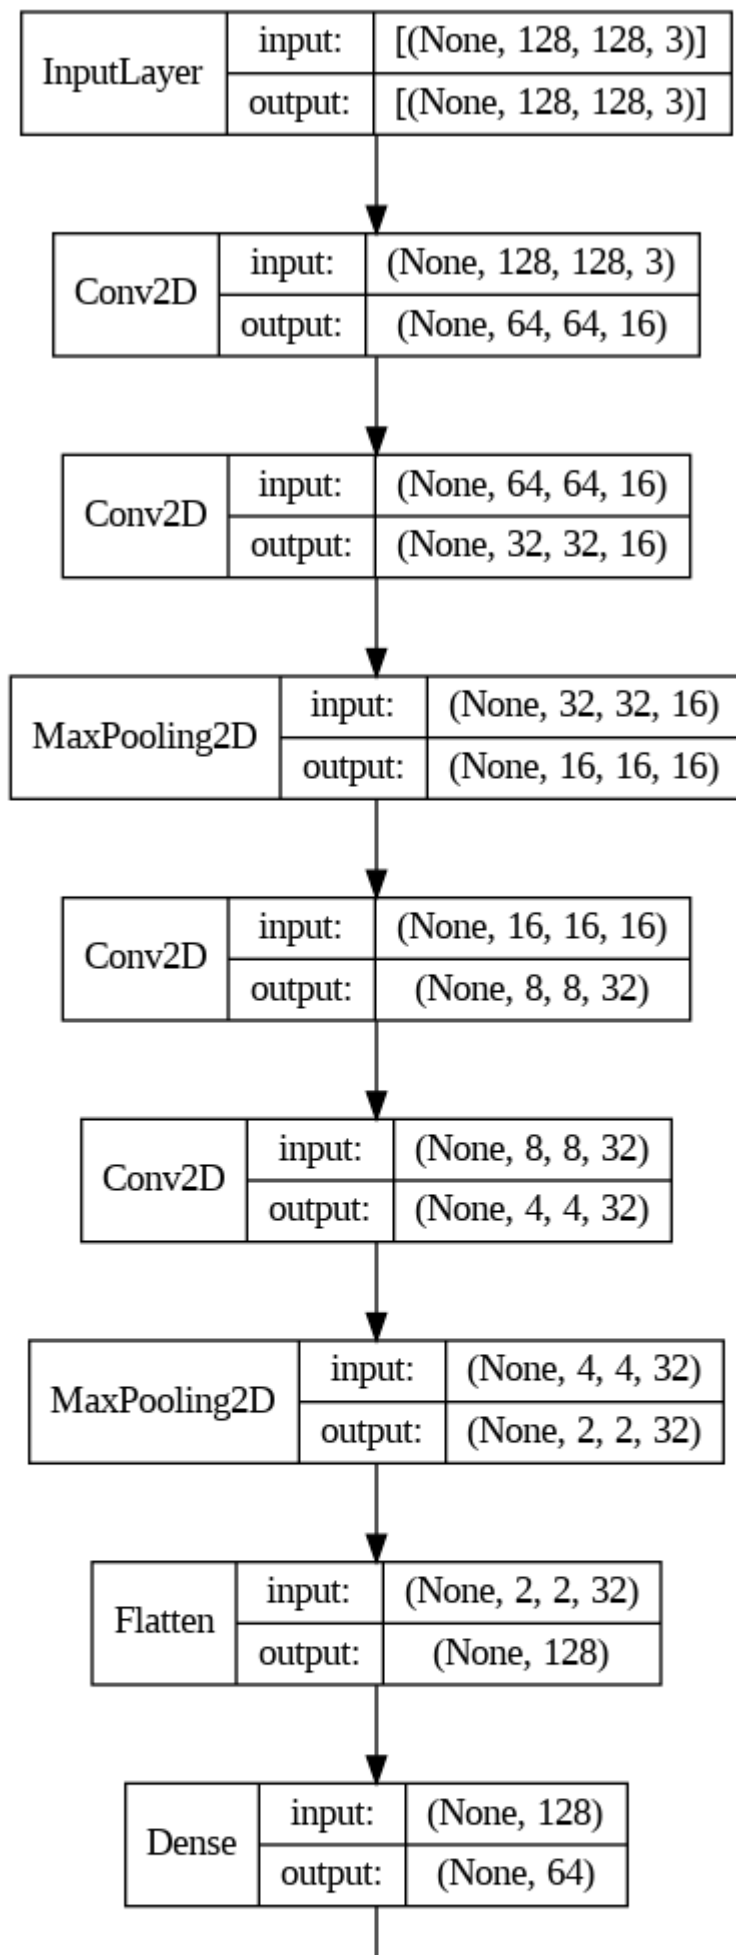 InputLayer
input: [(None, 128, 128, 3)]
output: [(None, 128, 128, 3)]
Conv2D
input: (None, 128, 128, 3)
output: (None, 64, 64, 16)
Conv2D
input: (None, 64, 64, 16)
output: (None, 32, 32, 16)
MaxPooling2D
input: (None, 32, 32, 16)
output: (None, 16, 16, 16)
Conv2D
input: (None, 16, 16, 16)
output: (None, 8, 8, 32)
Conv2D
input: (None, 8, 8, 32)
output: (None, 4, 4, 32)
MaxPooling2D
input: (None, 4, 4, 32)
output: (None, 2, 2, 32)
Flatten
input: (None, 2, 2, 32)
output: (None, 128)
Dense
input: (None, 128)
output: (None, 64)